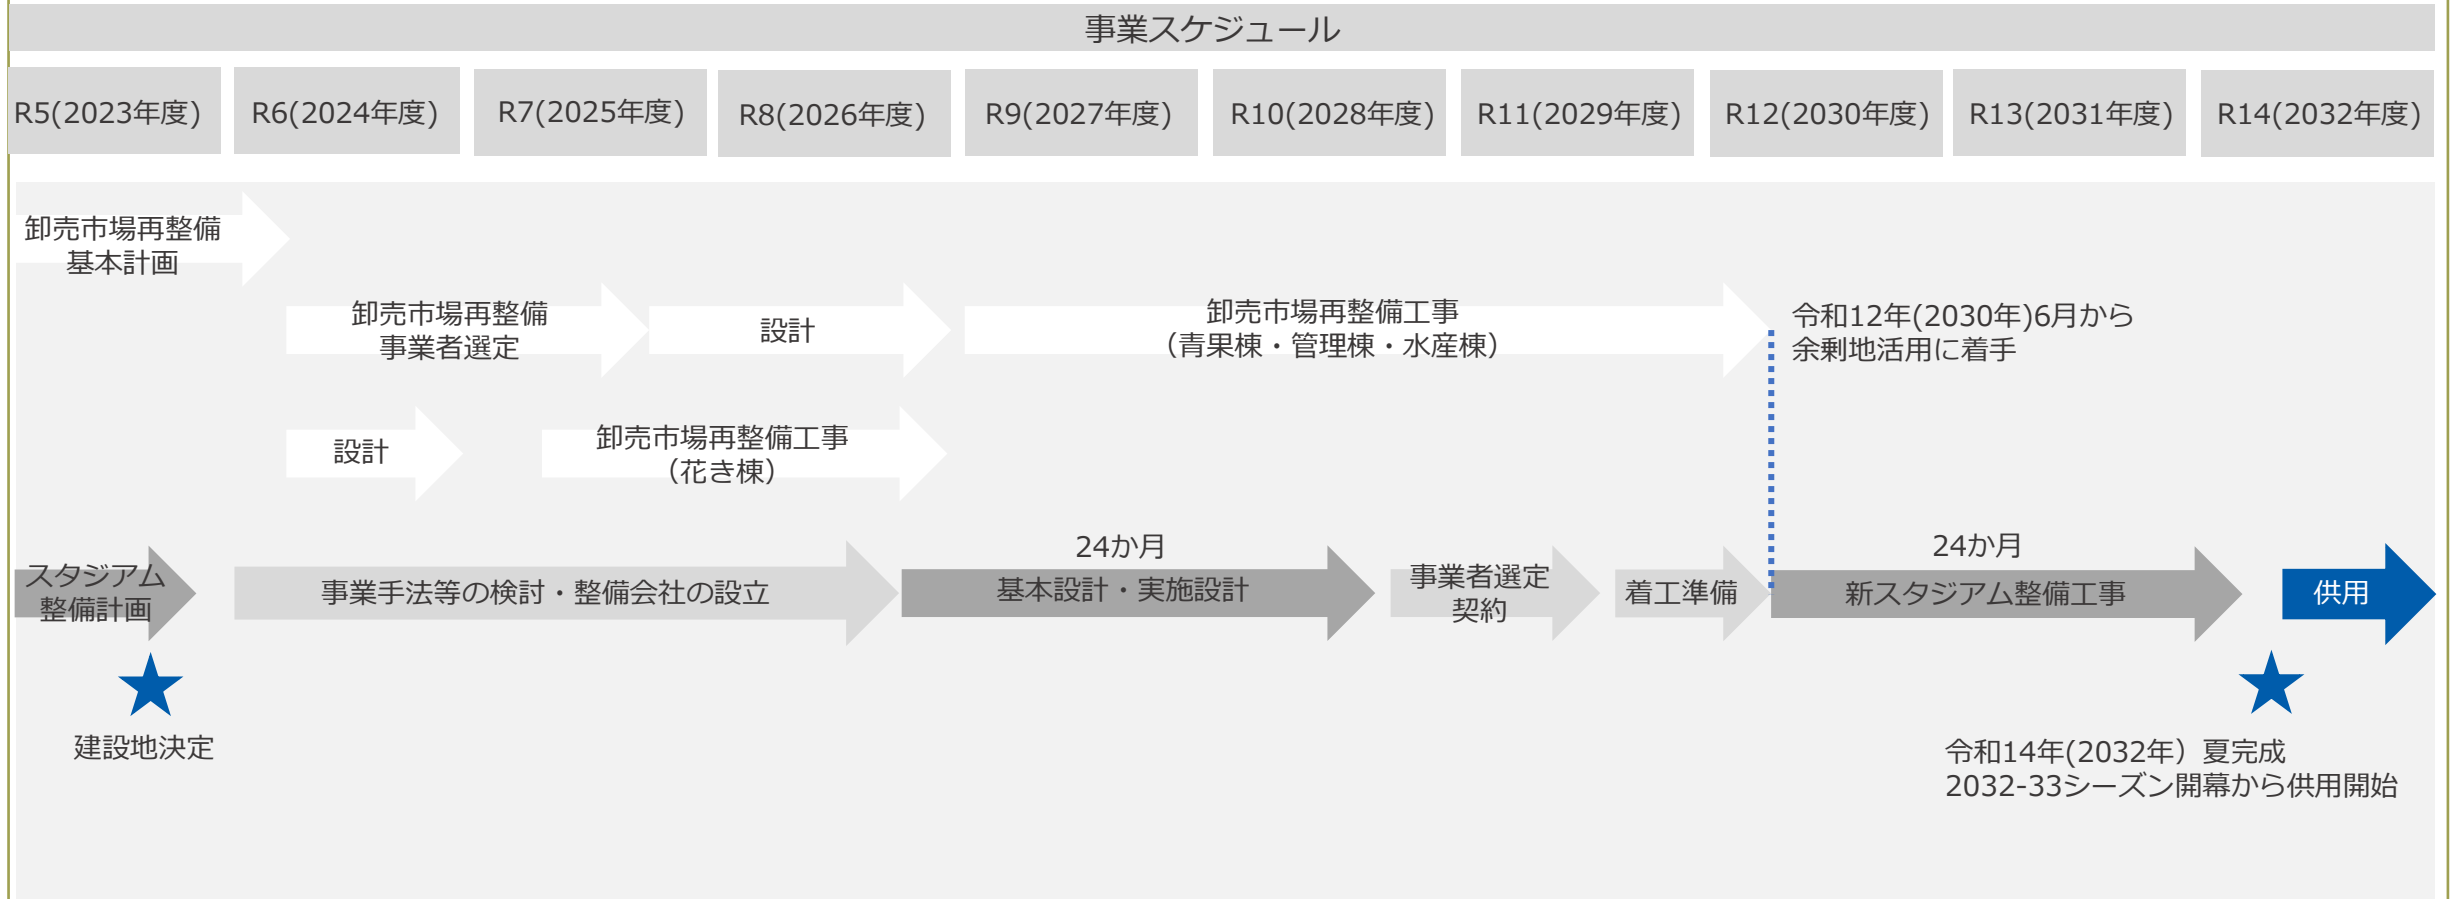 事業スケジュール
R5(2023年度)
R6(2024年度)
R7(2025年度)
R8(2026年度)
R9(2027年度)
R10(2028年度)
R11(2029年度)
R12(2030年度)
R13(2031年度)
R14(2032年度)
卸売市場再整備
基本計画
卸売市場再整備
事業者選定
設計
卸売市場再整備工事
（青果棟・管理棟・水産棟）
令和12年(2030年)6月から
余剰地活用に着手
設計
卸売市場再整備工事
（花き棟）
スタジアム
整備計画
事業手法等の検討・整備会社の設立
24か月
基本設計・実施設計
事業者選定
契約
着工準備
24か月
新スタジアム整備工事
供用
建設地決定
令和14年(2032年）夏完成
2032-33シーズン開幕から供用開始